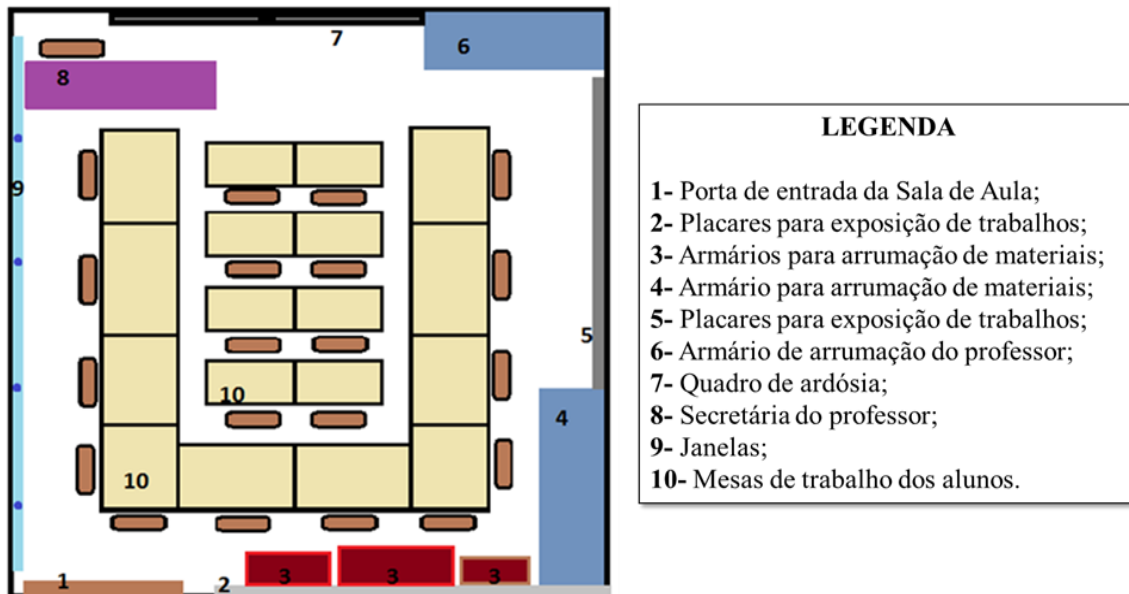 7
6
8
9
5
10
4
10
1
2
3
3
3
LEGENDA
1- Porta de entrada da Sala de Aula;
2- Placares para exposição de trabalhos;
3- Armários para arrumação de materiais;
4- Armário para arrumação de materiais;
5- Placares para exposição de trabalhos;
6- Armário de arrumação do professor;
7- Quadro de ardósia;
8- Secretária do professor;
9- Janelas;
10- Mesas de trabalho dos alunos.